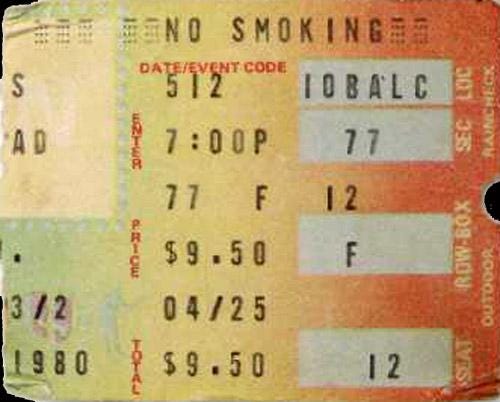 NO SMOKING
DATE/EVENT CODE
S 512 10BALC LOC
AD ENTER 7:00P 77 SEC
77 F 12
. PRICE $9.50 F ROW-BOX
3/2 04/25
1980 TOTAL $9.50 12 SEAT
RAINCHECK
OUTDOOR